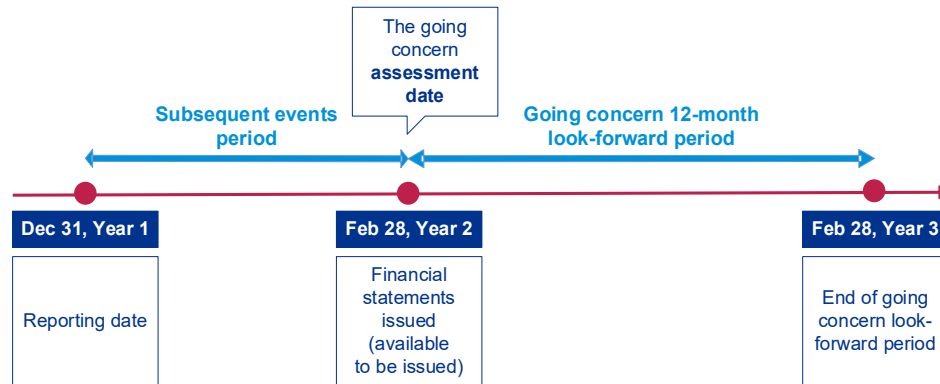 The going
concern
assessment
date
Subsequent events
period
Going concern 12-month
look-forward period
Dec 31, Year 1
Feb 28, Year 2
Feb 28, Year 3
Reporting date
Financial
statements
issued
(available
to be issued)
End of going
concern look-
forward period